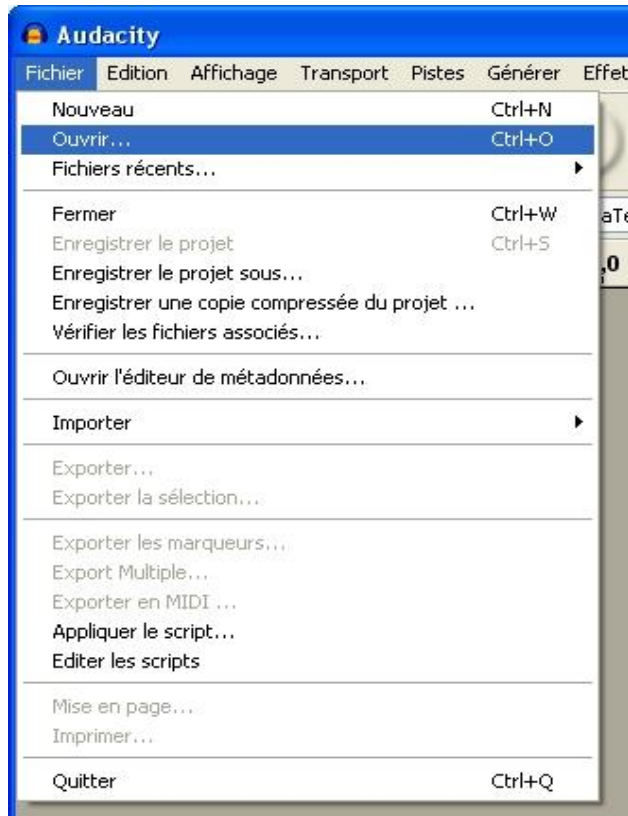 Audacity
Fichier Edition Affichage Transport Pistes Générer Effet
Nouveau Ctrl+N
Ouvrir... Ctrl+O
Fichiers récents...
Fermer Ctrl+W
Enregistrer le projet Ctrl+S
Enregistrer le projet sous...
Enregistrer une copie compressée du projet ...
Vérifier les fichiers associés...
Ouvrir l'éditeur de métadonnées...
Importer
Exporter...
Exporter la sélection...
Exporter les marqueurs...
Export Multiple...
Exporter en MIDI ...
Appliquer le script...
Editer les scripts
Mise en page...
Imprimer...
Quitter Ctrl+Q